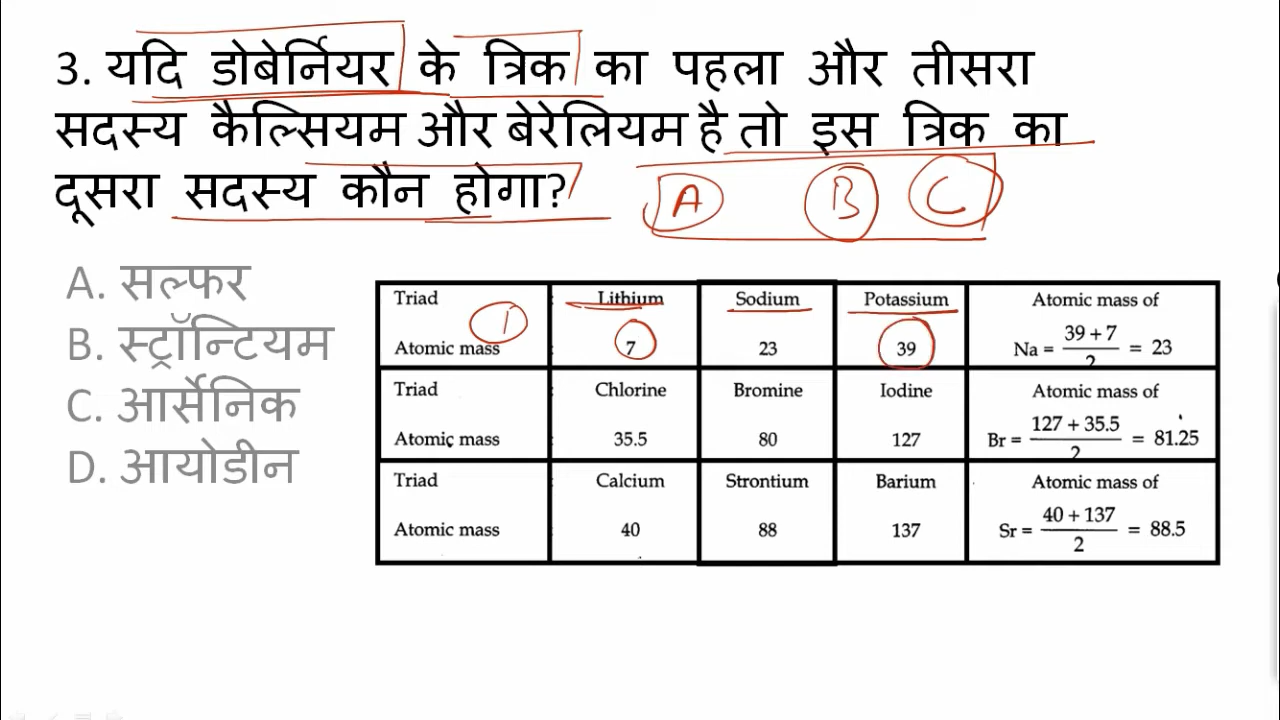 3. यदि डोबेर्नियर के त्रिक का पहला और तीसरा
सदस्य कैल्सियम और बेरेलियम है तो इस त्रिक का
दूसरा सदस्य कौन होगा?
A B C
A. सल्फर
B. स्ट्रॉन्टियम
C. आर्सेनिक
D. आयोडीन
Triad : Lithium Sodium Potassium Atomic mass of
1
Atomic mass : 7 23 39 Na = 39 + 7 / 2 = 23
Triad : Chlorine Bromine Iodine Atomic mass of
Atomic mass : 35.5 80 127 Br = 127 + 35.5 / 2 = 81.25
Triad Calcium Strontium Barium Atomic mass of
Atomic mass 40 88 137 Sr = 40 + 137 / 2 = 88.5